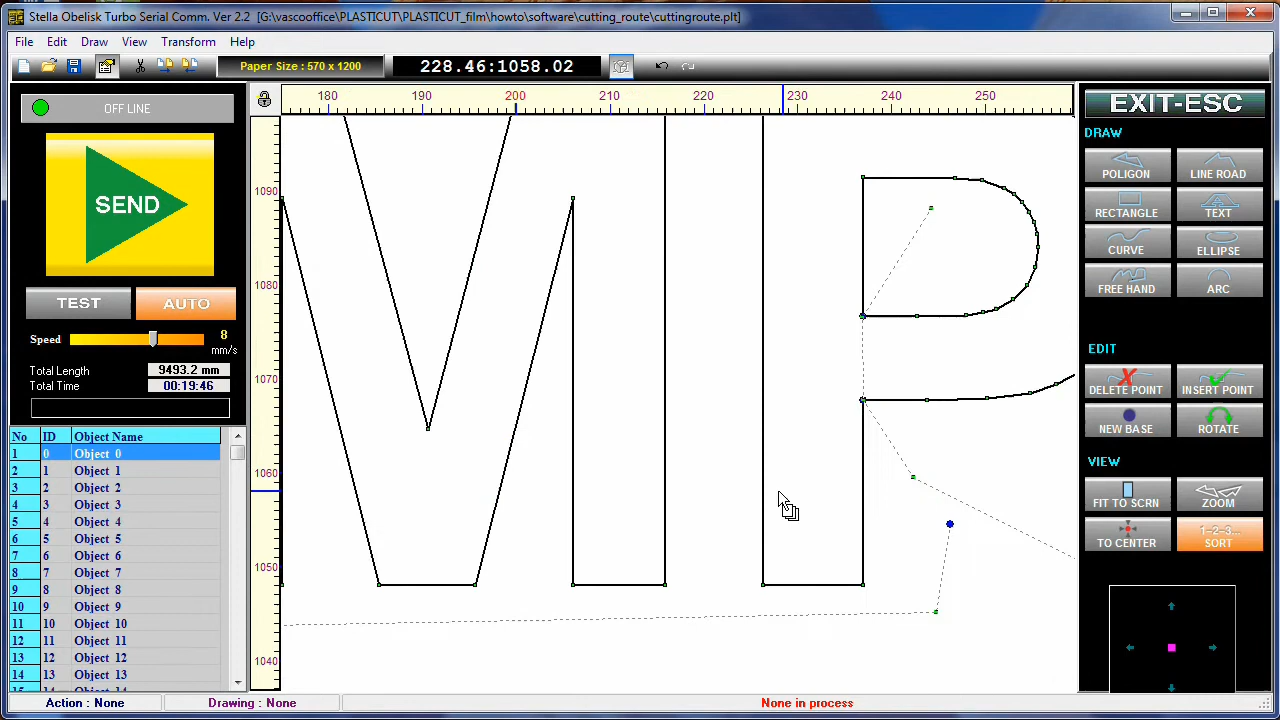 Stella Obelisk Turbo Serial Comm. Ver 2.2 [G:\vascooffice\PLASTICUT\PLASTICUT_film\howto\software\cutting_route\cuttingroute.plt]
File Edit Draw View Transform Help
Paper Size : 570 x 1200
228.46:1058.02
OFF LINE
SEND
TEST
AUTO
Speed
8
mm/s
Total Length 9493.2 mm
Total Time 00:19:46
No ID Object Name
1 0 Object 0
2 1 Object 1
3 2 Object 2
4 3 Object 3
5 4 Object 4
6 5 Object 5
7 6 Object 6
8 7 Object 7
9 8 Object 8
10 9 Object 9
11 10 Object 10
12 11 Object 11
13 12 Object 12
14 13 Object 13
180 190 200 210 220 230 240 250
1090
1080
1070
1060
1050
1040
EXIT-ESC
DRAW
POLIGON LINE ROAD
RECTANGLE TEXT
CURVE ELLIPSE
FREE HAND ARC
EDIT
DELETE POINT INSERT POINT
NEW BASE ROTATE
VIEW
FIT TO SCRN ZOOM
1-2-3...
TO CENTER SORT
Action : None Drawing : None None in process